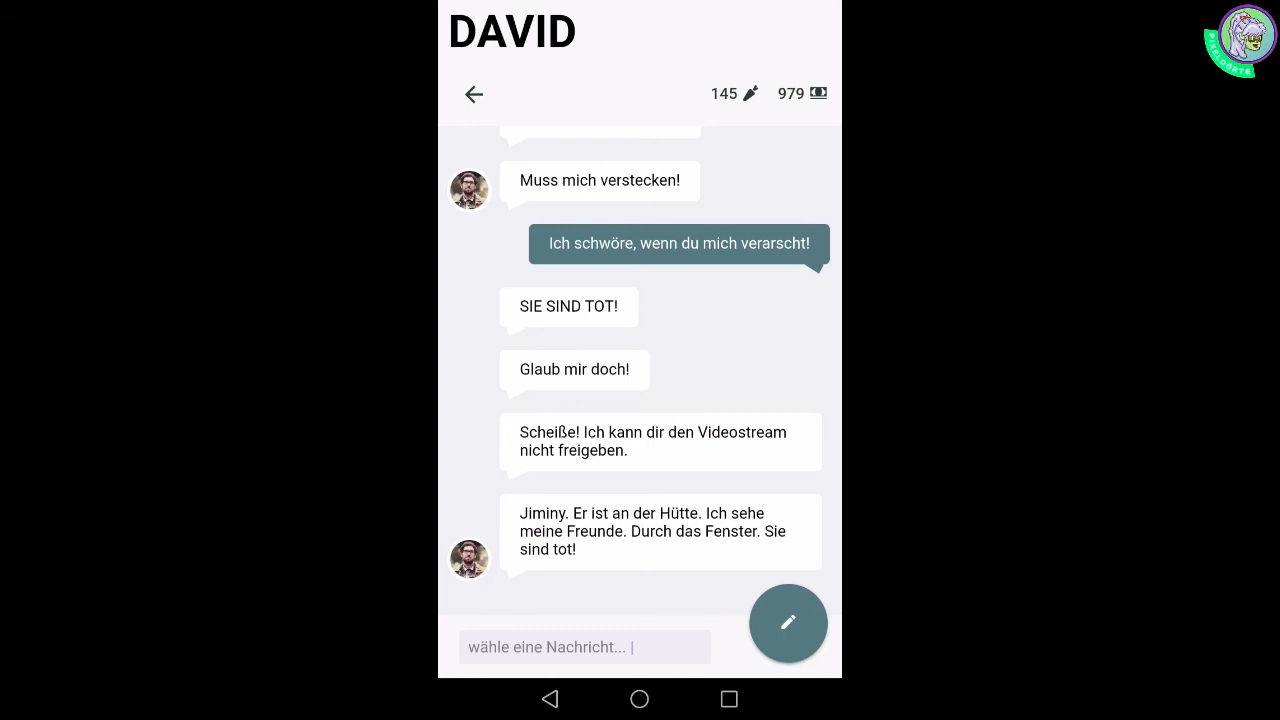 DAVID
145
979
Muss mich verstecken!
Ich schwöre, wenn du mich verarscht!
SIE SIND TOT!
Glaub mir doch!
Scheiße! Ich kann dir den Videostream
nicht freigeben.
Jiminy. Er ist an der Hütte. Ich sehe
meine Freunde. Durch das Fenster. Sie
sind tot!
wähle eine Nachricht...
PIXELDÖRTE